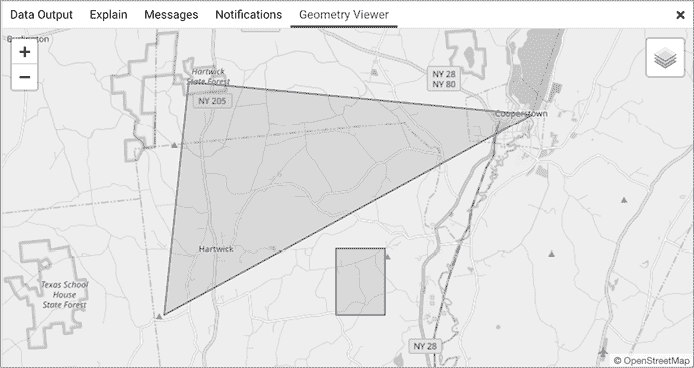 Data Output Explain Messages Notifications Geometry Viewer ×
Burlington
+
−
Hartwick
State Forest
NY 205
NY 28
NY 80
Cooperstown
Hartwick
Texas School
House
State Forest
NY 28
© OpenStreetMap